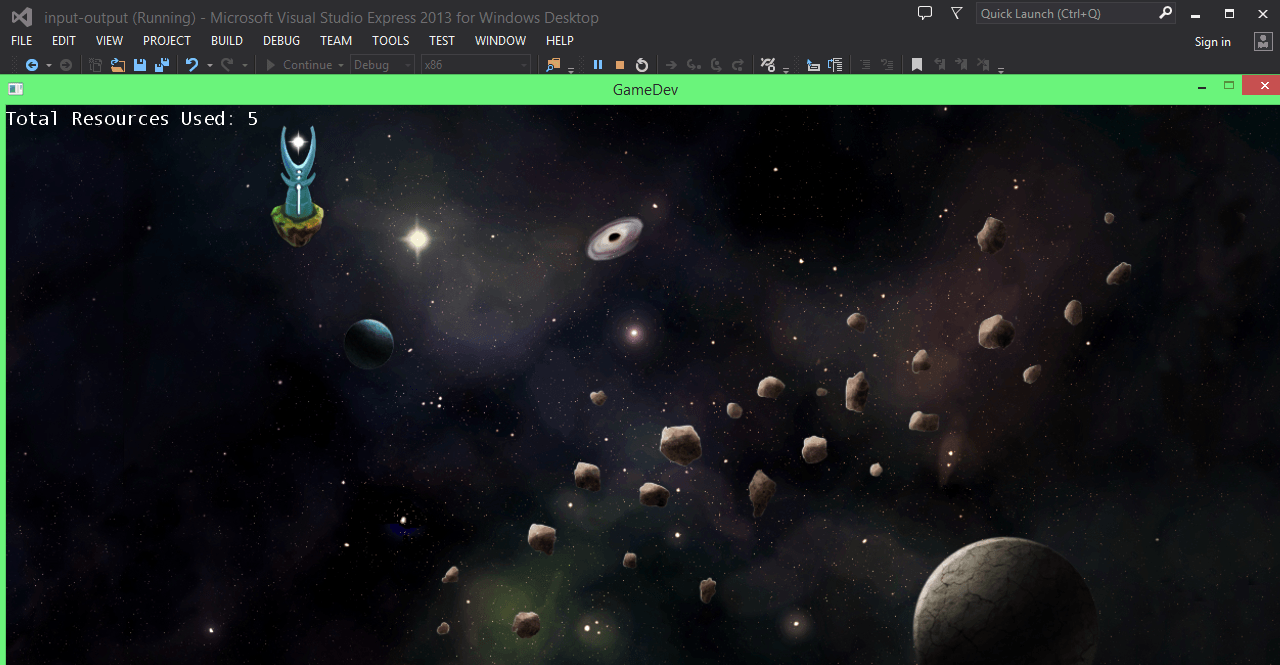 input-output (Running) - Microsoft Visual Studio Express 2013 for Windows Desktop
Quick Launch (Ctrl+Q)
FILE EDIT VIEW PROJECT BUILD DEBUG TEAM TOOLS TEST WINDOW HELP
Sign in
Continue Debug x86
GameDev
Total Resources Used: 5